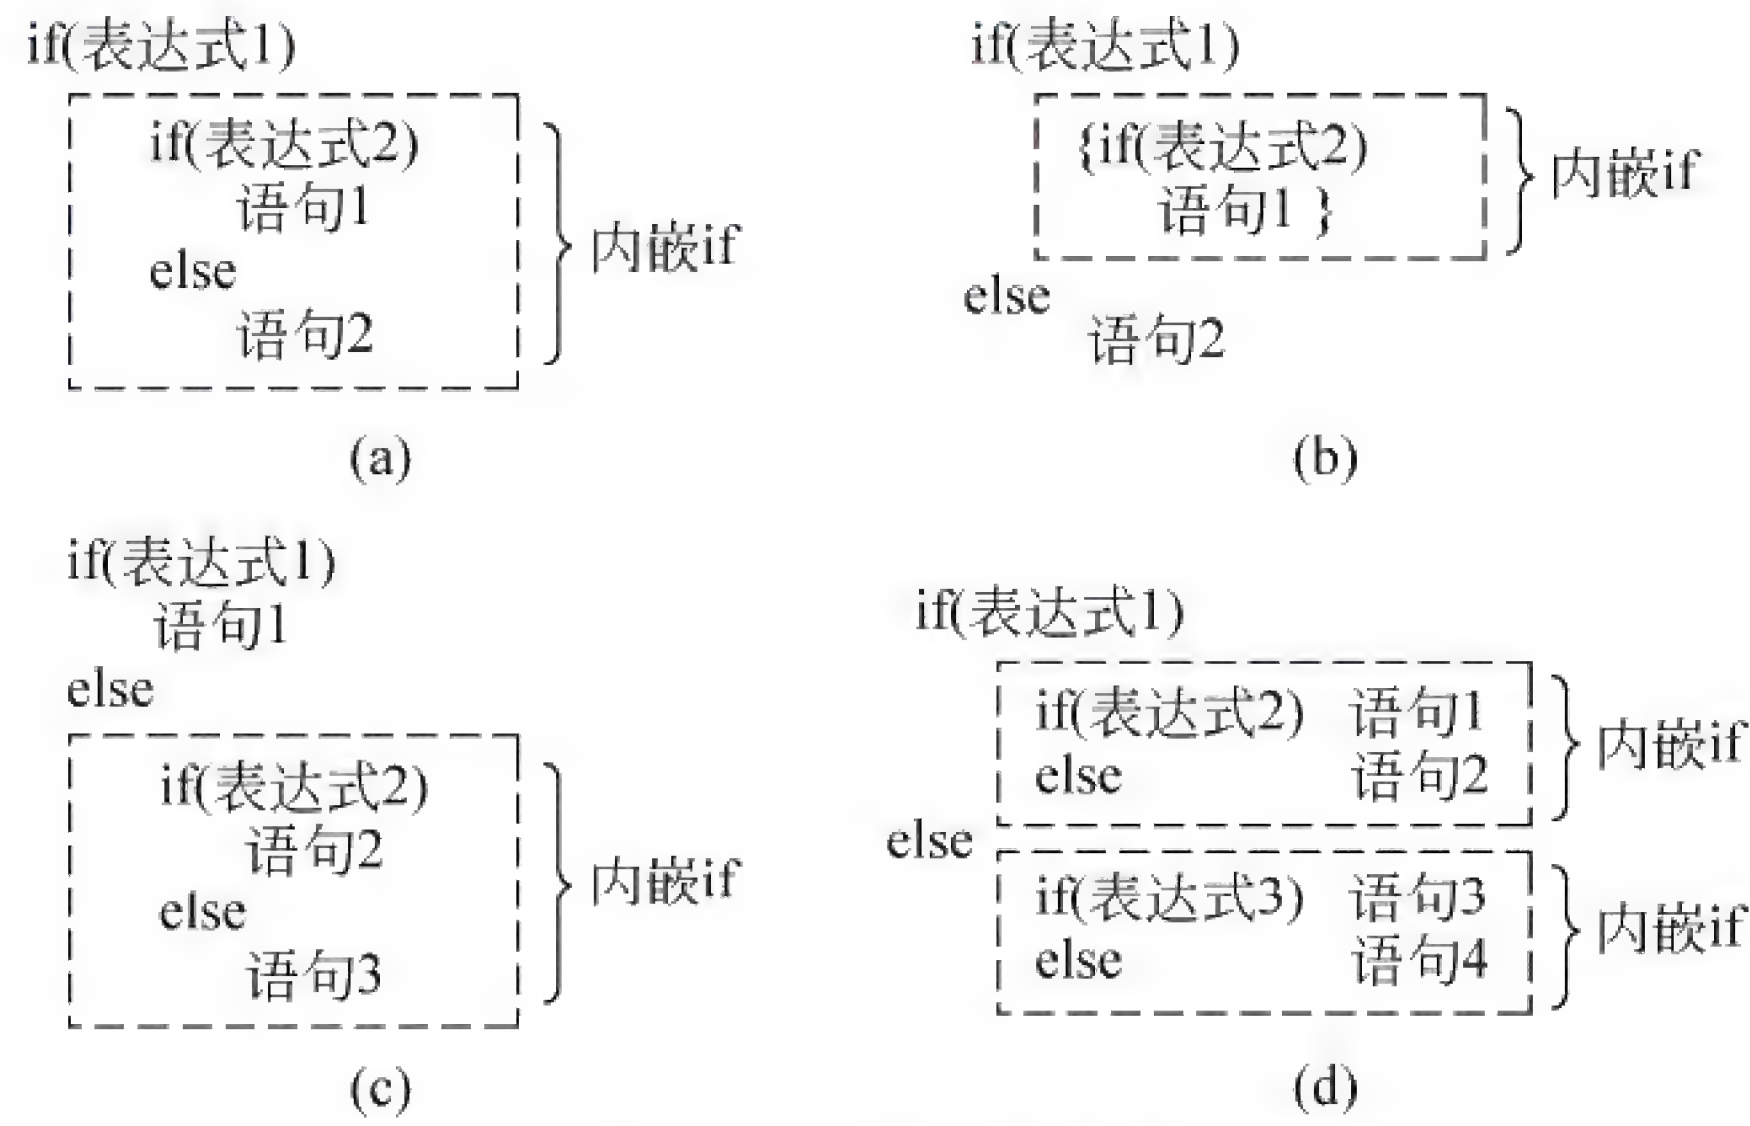 if(表达式1)
if(表达式2)
语句1
else
语句2
内嵌if
(a)
if(表达式1)
{if(表达式2)
语句1 }
内嵌if
else
语句2
(b)
if(表达式1)
语句1
else
if(表达式2)
语句2
else
语句3
内嵌if
(c)
if(表达式1)
if(表达式2) 语句1
else 语句2
内嵌if
else
if(表达式3) 语句3
else 语句4
内嵌if
(d)